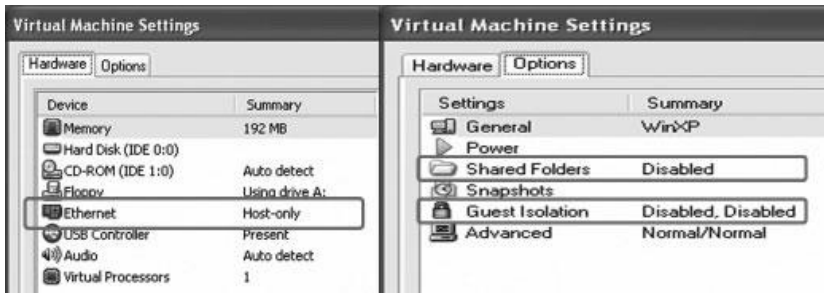 Virtual Machine Settings
Hardware Options
Device Summary
Memory 192 MB
Hard Disk (IDE 0:0)
CD-ROM (IDE 1:0) Auto detect
Floppy Using drive A:
Ethernet Host-only
USB Controller Present
Audio Auto detect
Virtual Processors 1
Virtual Machine Settings
Hardware Options
Settings Summary
General WinXP
Power
Shared Folders Disabled
Snapshots
Guest Isolation Disabled, Disabled
Advanced Normal/Normal